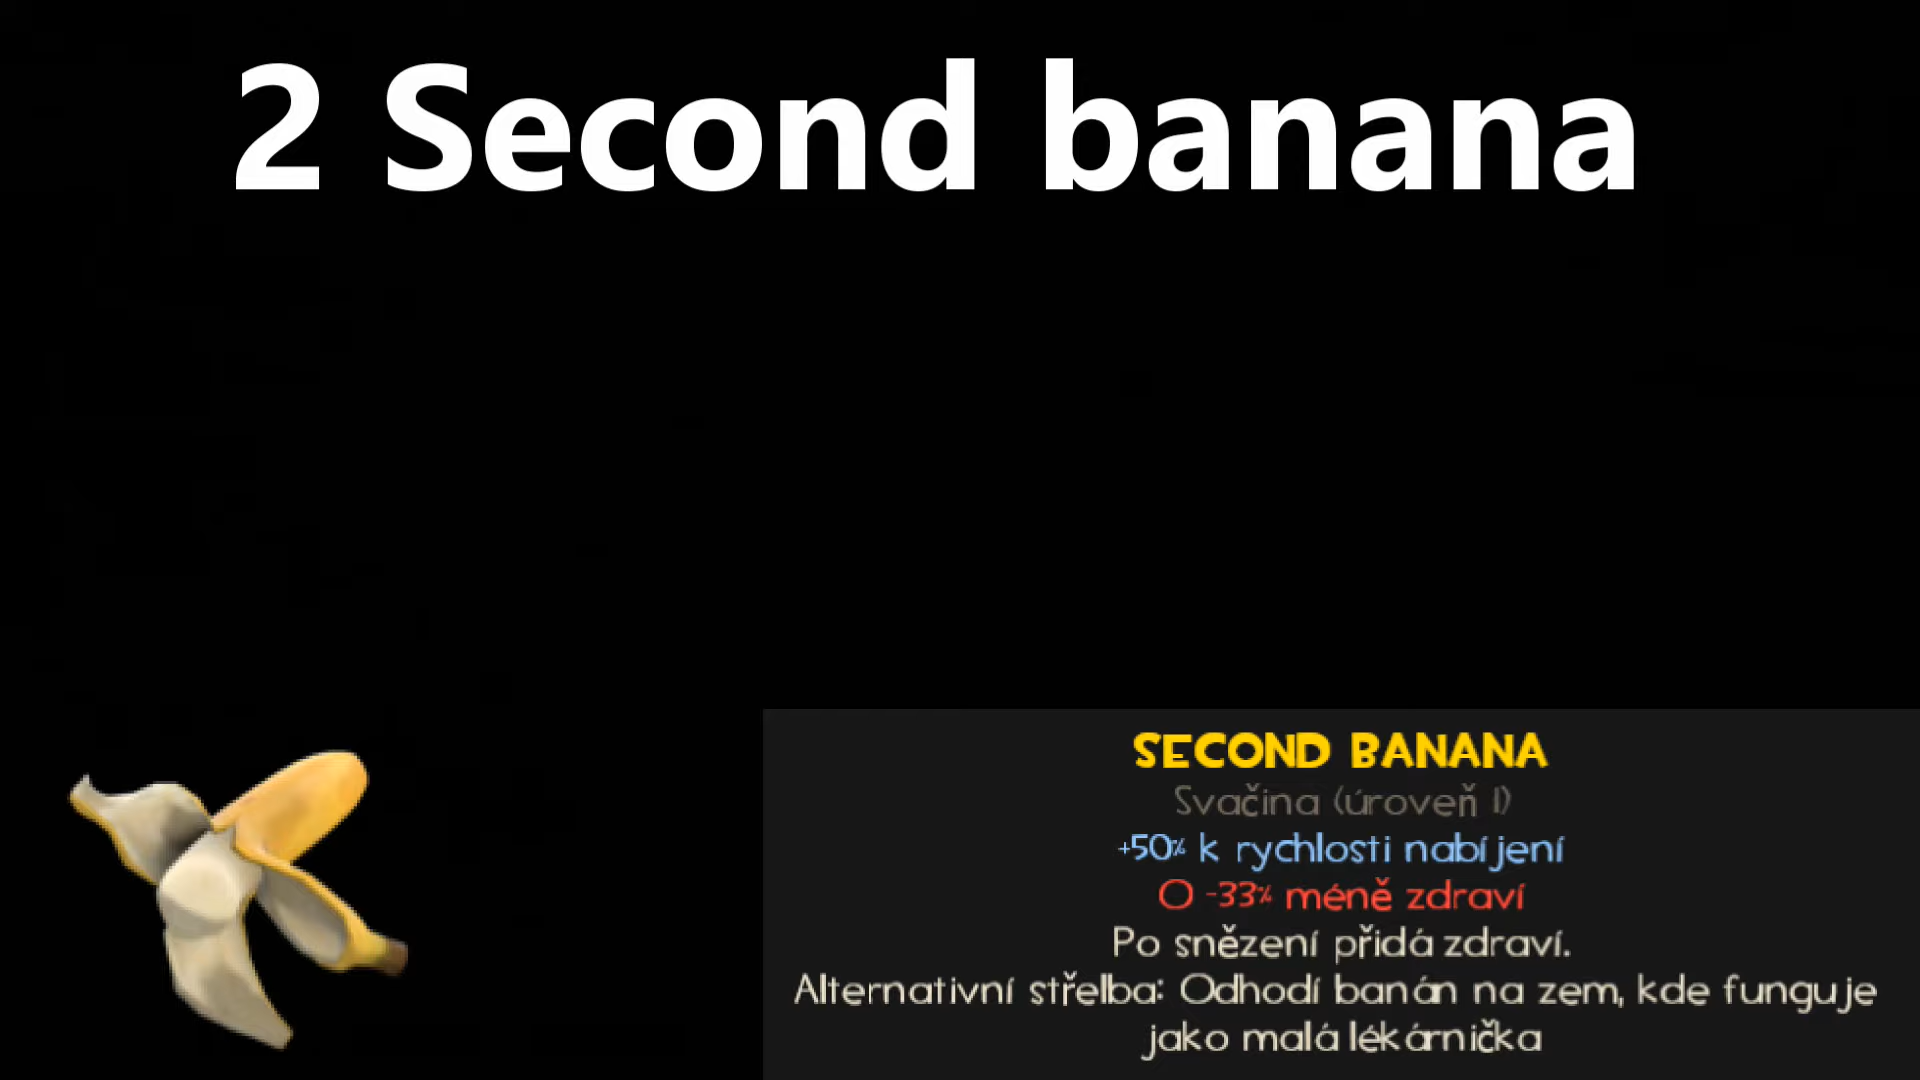 2 Second banana
SECOND BANANA
Svačina (úroveň 1)
+50% k rychlosti nabíjení
O -33% méně zdraví
Po snězení přidá zdraví.
Alternativní střelba: Odhodí banán na zem, kde funguje
jako malá lékárnička